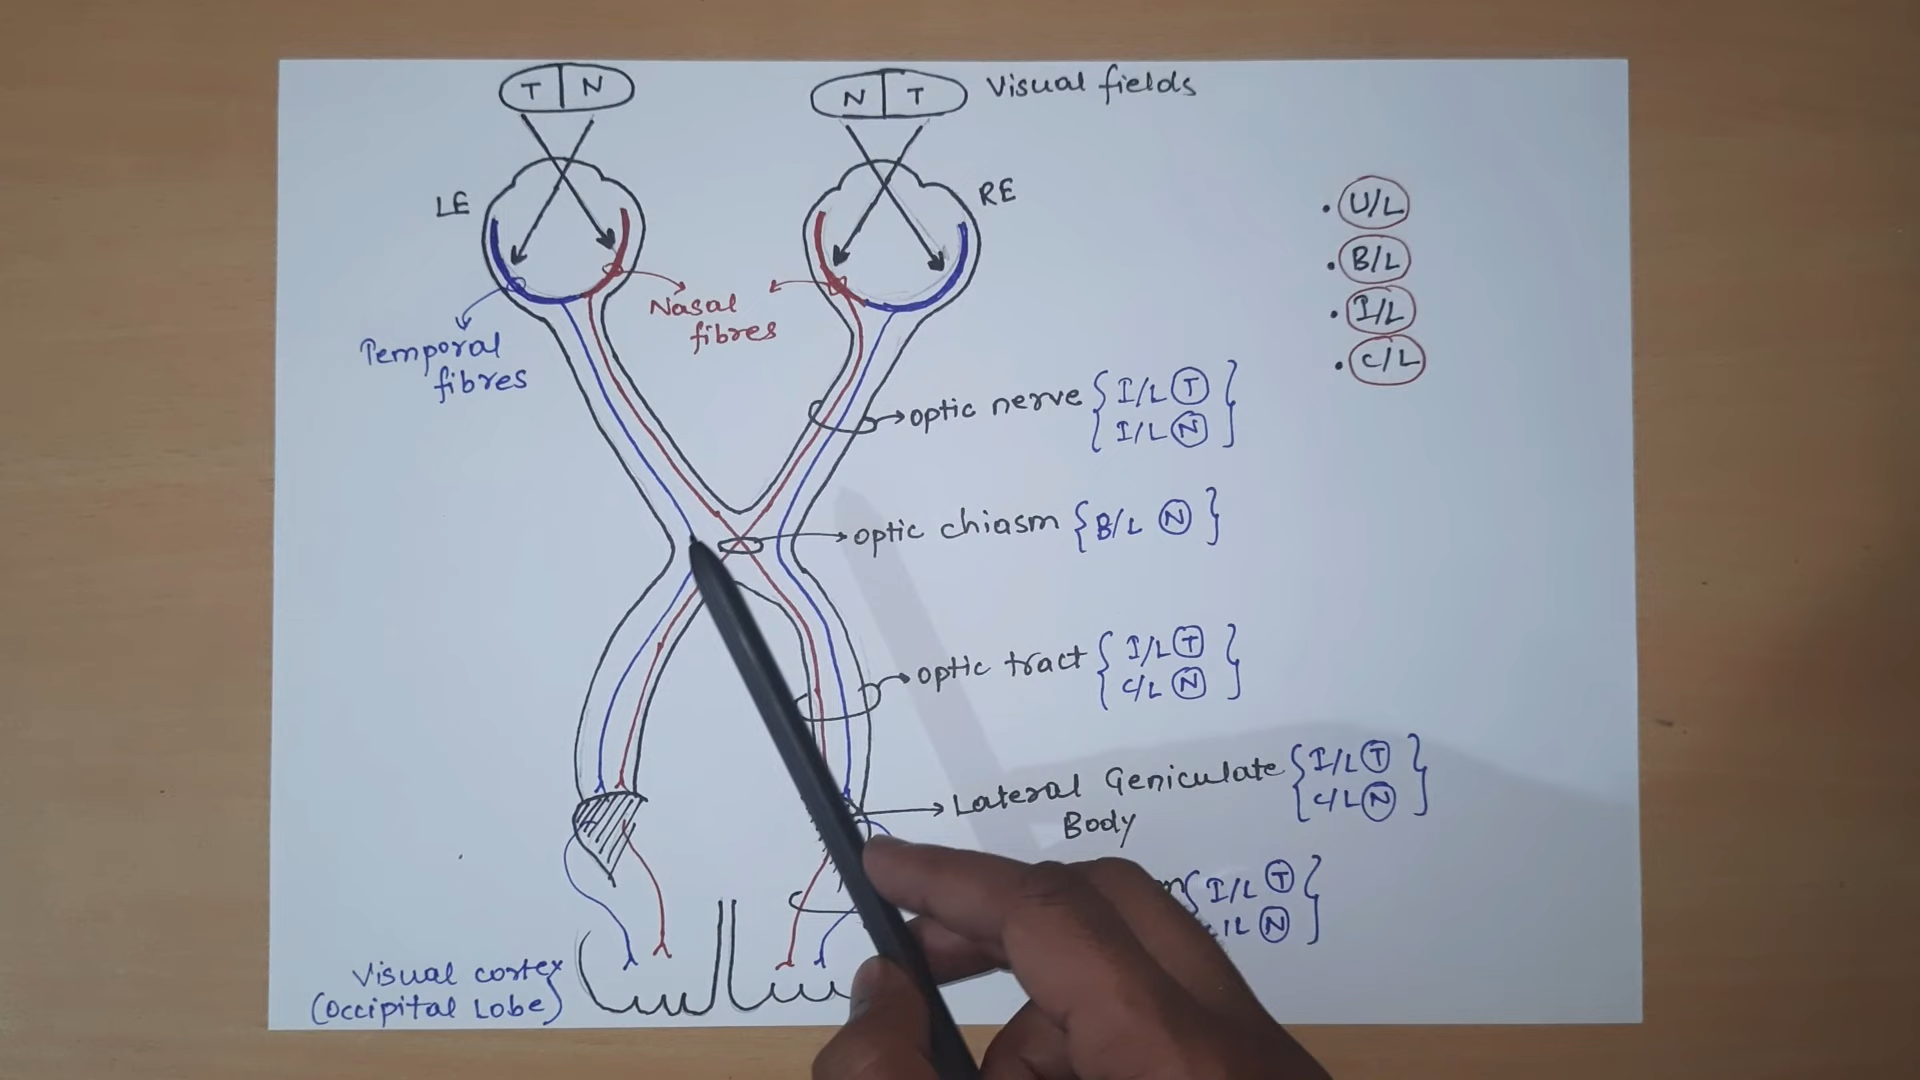 T N
N T
Visual fields
LE
RE
U/L
B/L
I/L
C/L
Nasal
fibres
Temporal
fibres
optic nerve { I/L T }
{ I/L N }
optic chiasm { B/L N }
optic tract { I/L T }
{ C/L N }
Lateral Geniculate { I/L T }
Body { C/L N }
I/L T }
N }
Visual cortex
(Occipital Lobe)